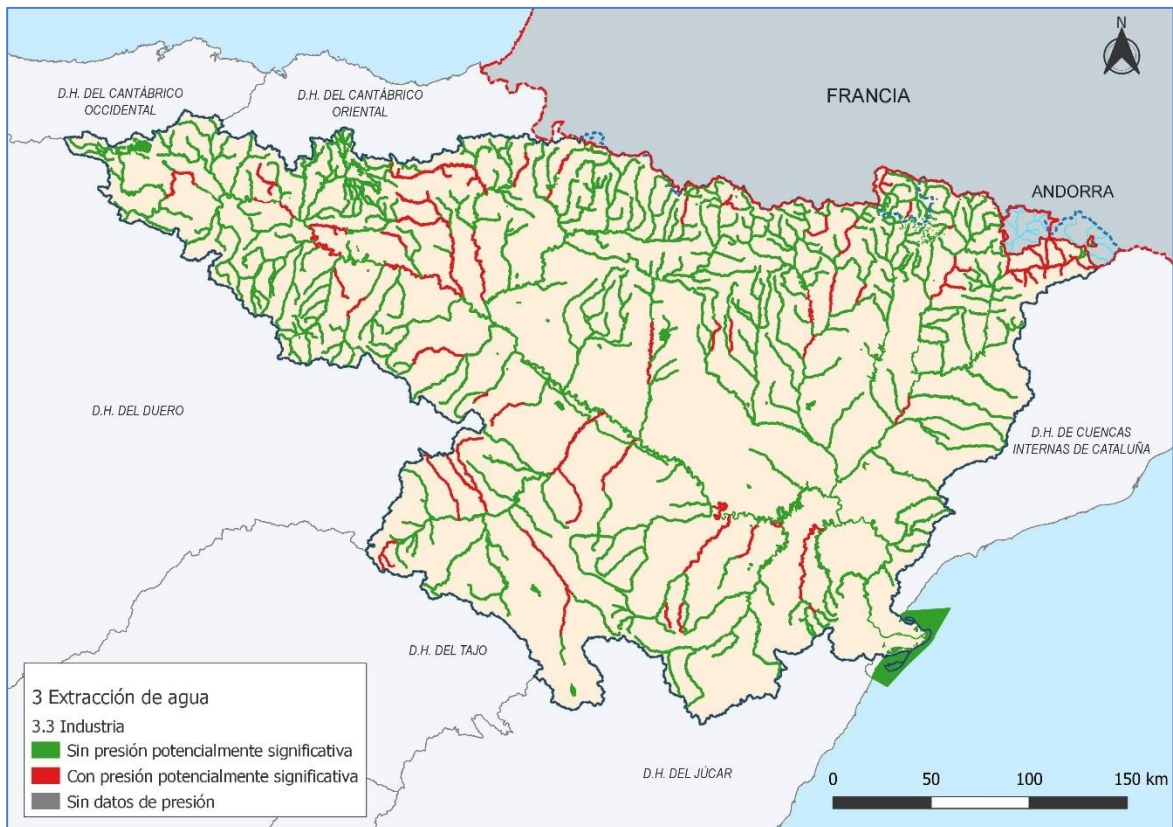 N
D.H. DEL CANTÁBRICO
OCCIDENTAL
D.H. DEL CANTÁBRICO
ORIENTAL
FRANCIA
ANDORRA
D.H. DEL DUERO
D.H. DE CUENCAS
INTERNAS DE CATALUÑA
D.H. DEL TAJO
D.H. DEL JÚCAR
3 Extracción de agua
3.3 Industria
Sin presión potencialmente significativa
Con presión potencialmente significativa
Sin datos de presión
0 50 100 150 km